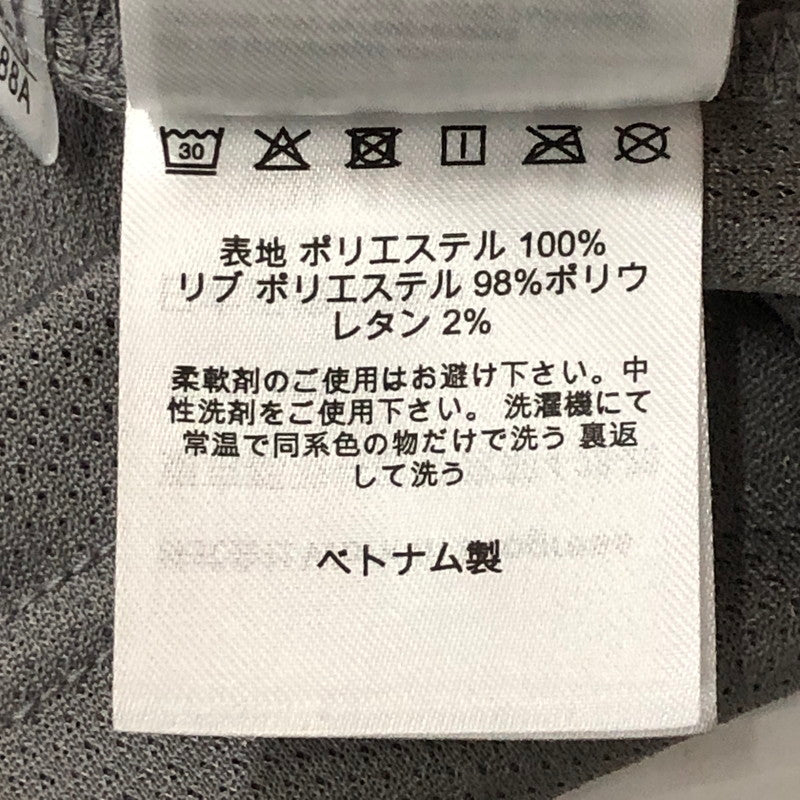 88A
30
表地 ポリエステル 100%
リブ ポリエステル 98%ポリウ
レタン 2%
柔軟剤のご使用はお避け下さい。中
性洗剤をご使用下さい。 洗濯機にて
常温で同系色の物だけで洗う 裏返
して洗う
ベトナム製